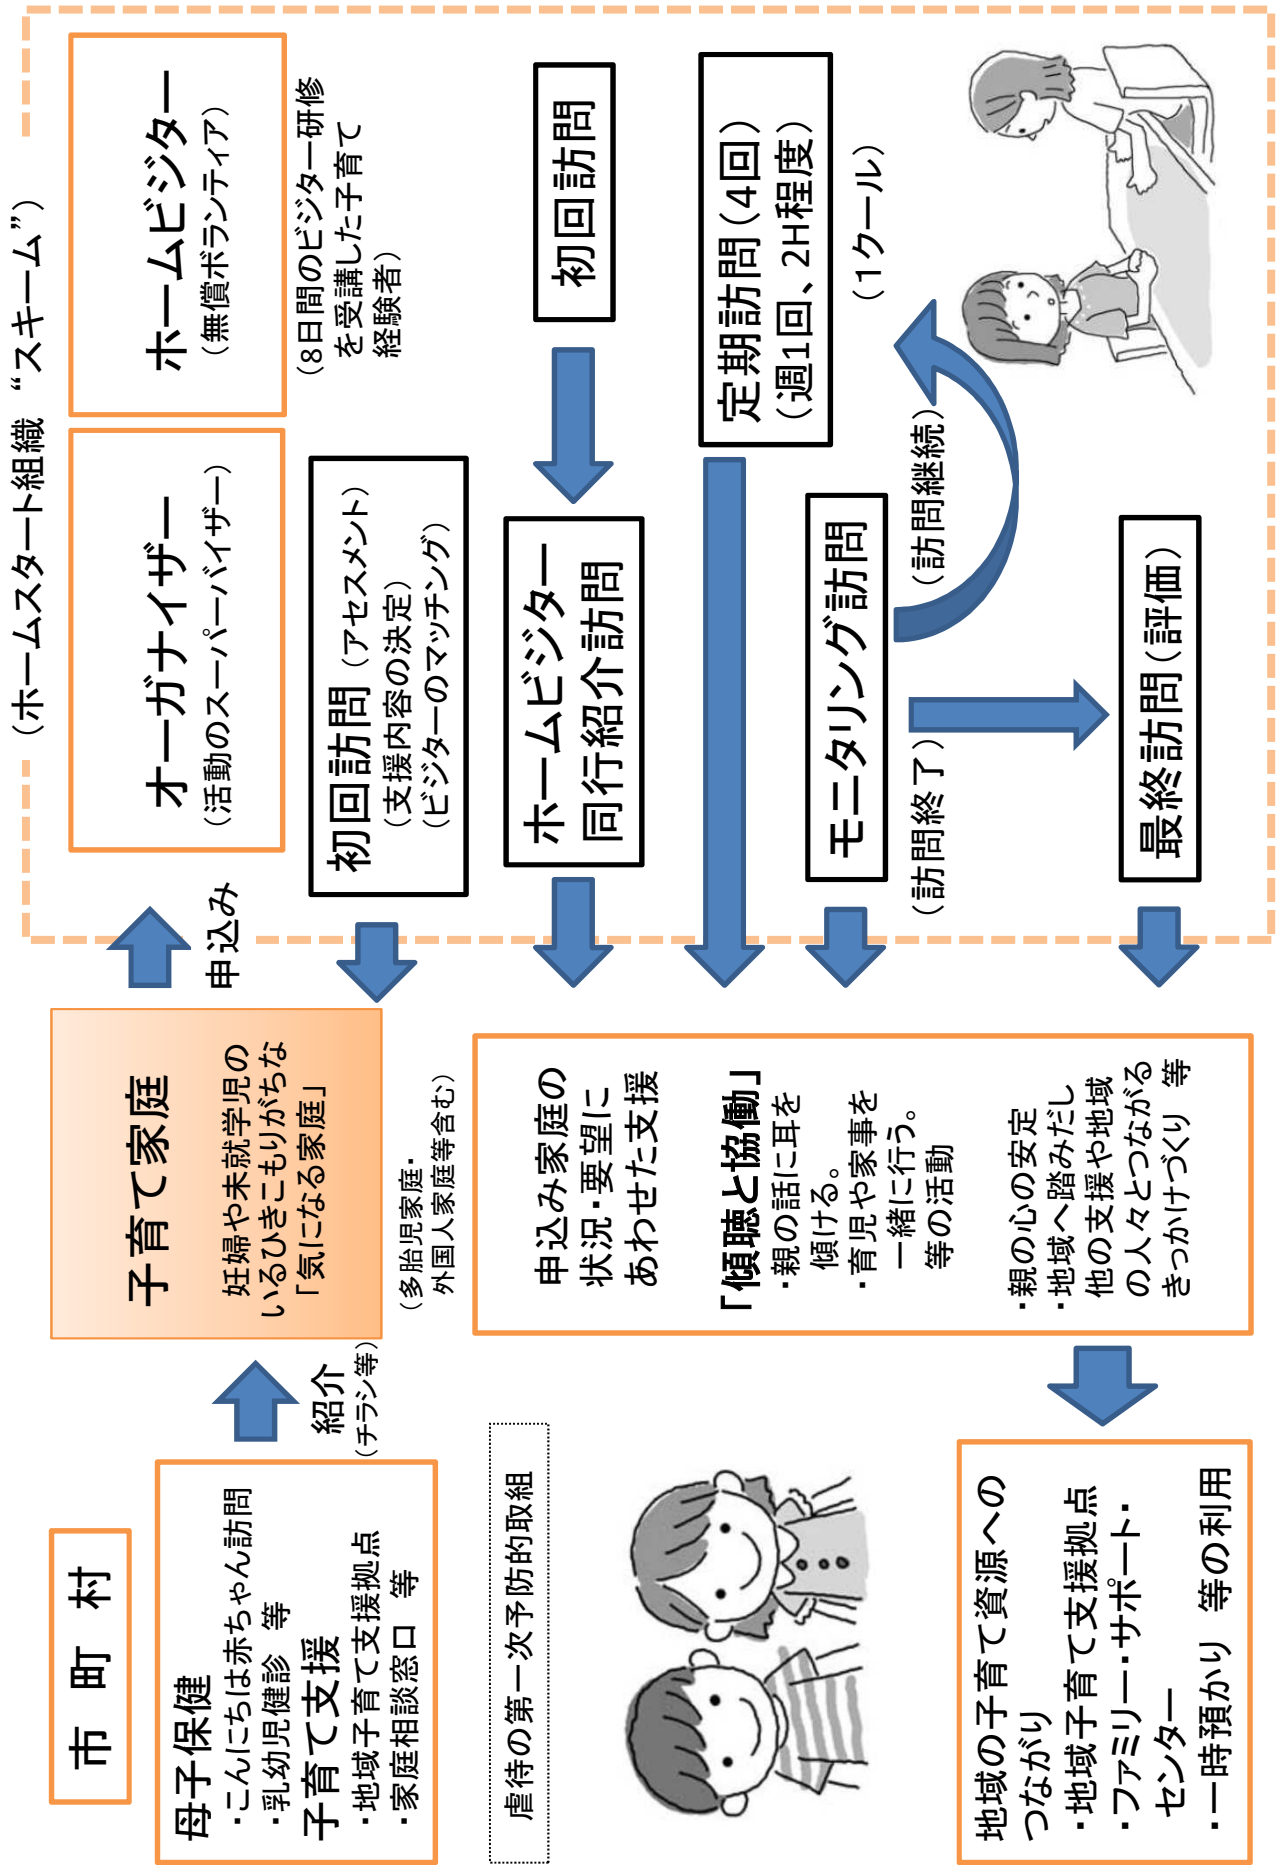 （ホームスタート組織　“スキーム”）
市　町　村
母子保健
・こんにちは赤ちゃん訪問
・乳幼児健診　等
子育て支援
・地域子育て支援拠点
・家庭相談窓口　等
紹介
（チラシ等）
子育て家庭
妊婦や未就学児の
いるひきこもりがちな
「気になる家庭」
（多胎児家庭・
外国人家庭等含む）
申込み
オーガナイザー
（活動のスーパーバイザー）
ホームビジター
（無償ボランティア）
（8日間のビジター研修
を受講した子育て
経験者）
初回訪問（アセスメント）
（支援内容の決定）
（ビジターのマッチング）
初回訪問
ホームビジター
同行紹介訪問
定期訪問（4回）
（週1回、2H程度）
（1クール）
モニタリング訪問
（訪問継続）
（訪問終了）
最終訪問（評価）
申込み家庭の
状況・要望に
あわせた支援
「傾聴と協働」
・親の話に耳を
傾ける。
・育児や家事を
一緒に行う。
等の活動
・親の心の安定
・地域へ踏みだし
他の支援や地域
の人々とつながる
きっかけづくり　等
虐待の第一次予防的取組
地域の子育て資源への
つながり
・地域子育て支援拠点
・ファミリー・サポート・
センター
・一時預かり　等の利用